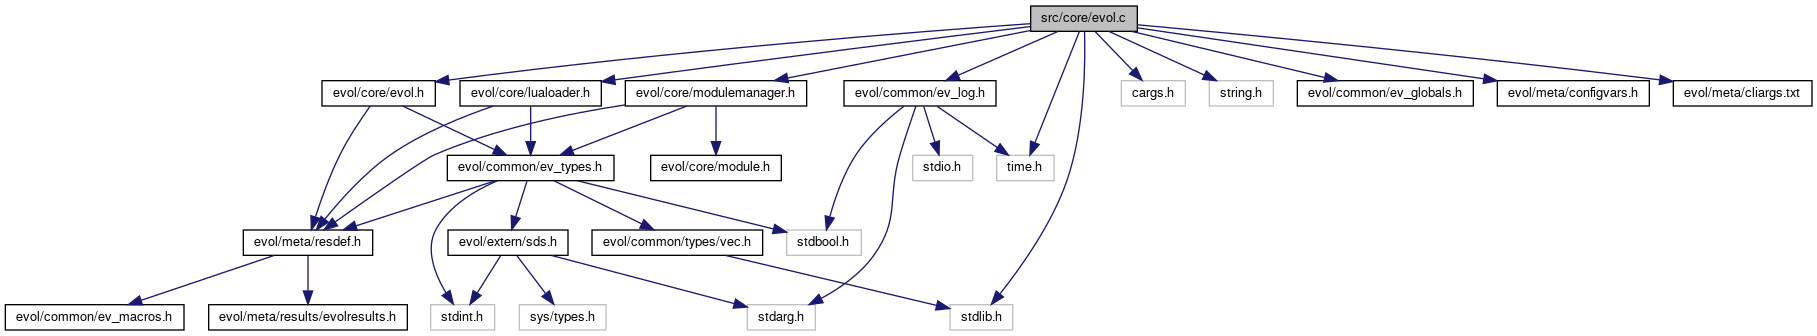 src/core/evol.c
evol/core/evol.h
evol/core/lualoader.h
evol/core/modulemanager.h
evol/common/ev_log.h
cargs.h
string.h
evol/common/ev_globals.h
evol/meta/configvars.h
evol/meta/cliargs.txt
evol/common/ev_types.h
evol/core/module.h
stdio.h
time.h
evol/meta/resdef.h
evol/extern/sds.h
evol/common/types/vec.h
stdbool.h
evol/common/ev_macros.h
evol/meta/results/evolresults.h
stdint.h
sys/types.h
stdarg.h
stdlib.h